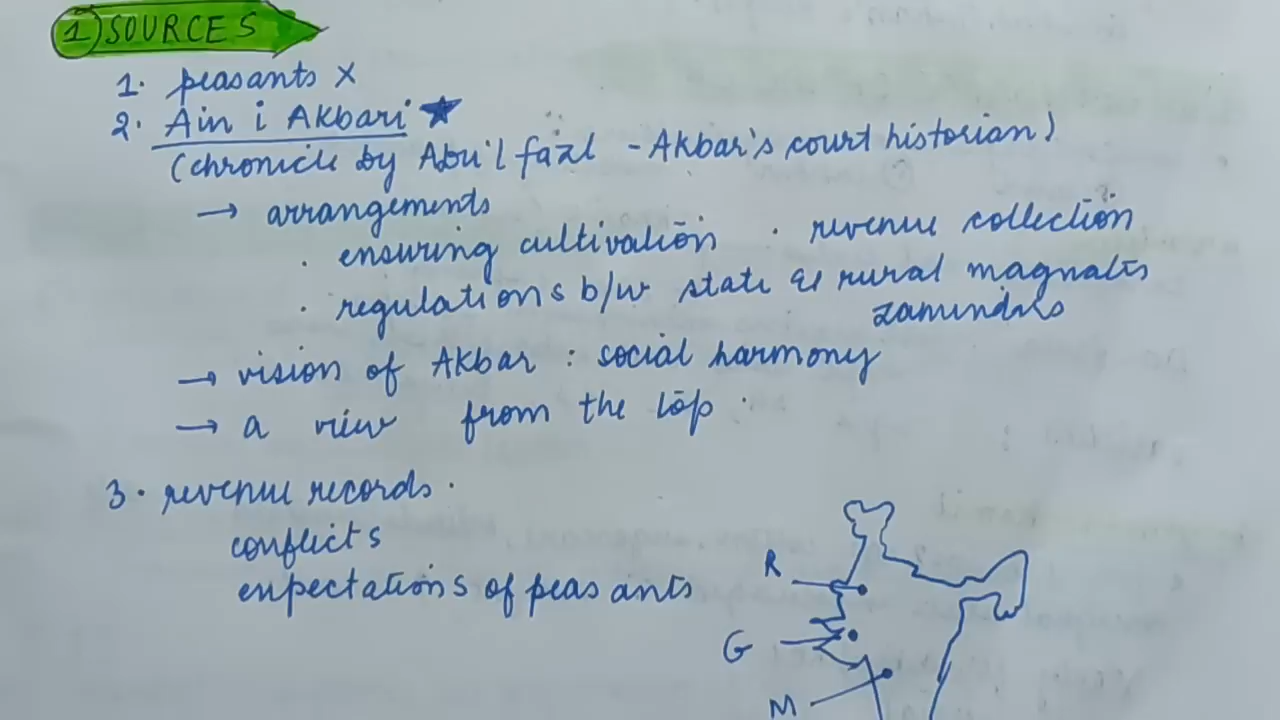 1 SOURCES
1. peasants X
2. Ain i Akbari ★
(chronicle by Abu'l fazl - Akbar's court historian)
→ arrangements
. ensuring cultivation . revenue collection
. regulations b/w state & rural magnates
zamindars
→ vision of Akbar : social harmony
→ a view from the top .
3. revenue records .
conflicts
expectations of peasants
R
G
M